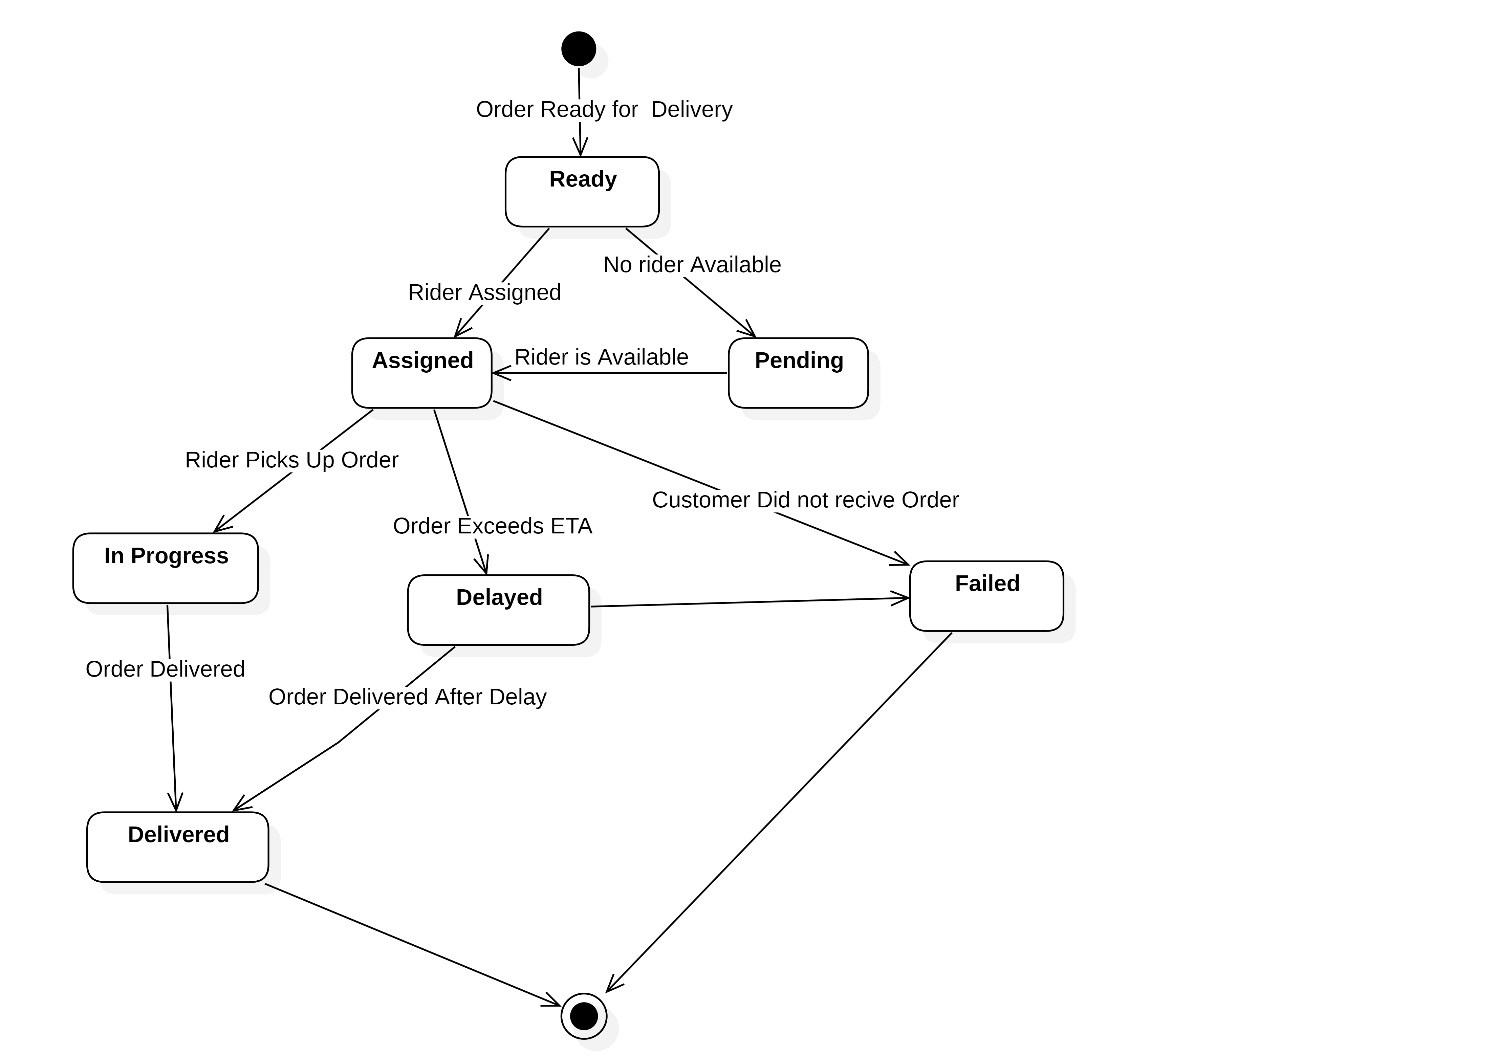 Order Ready for  Delivery
Ready
No rider Available
Rider Assigned
Assigned
Rider is Available
Pending
Rider Picks Up Order
Customer Did not recive Order
Order Exceeds ETA
In Progress
Delayed
Failed
Order Delivered
Order Delivered After Delay
Delivered